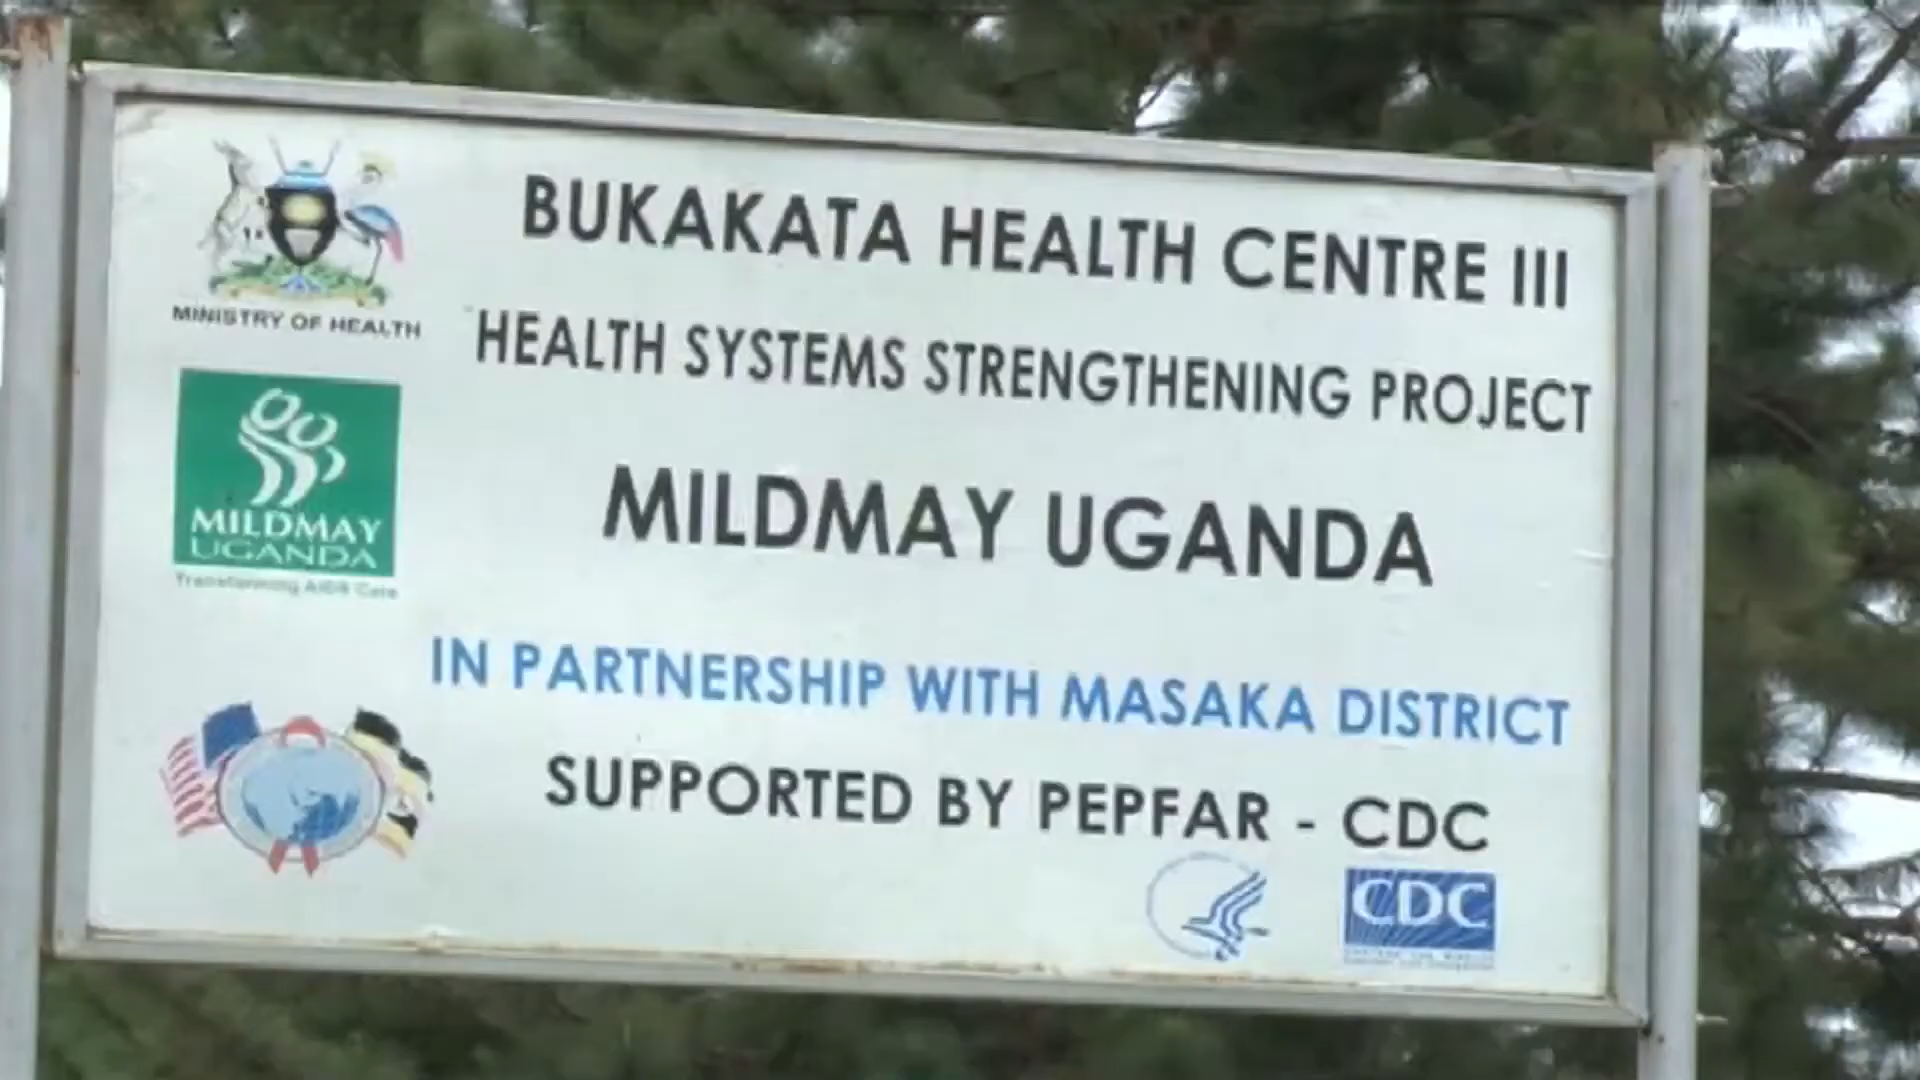 BUKAKATA HEALTH CENTRE III
MINISTRY OF HEALTH
HEALTH SYSTEMS STRENGTHENING PROJECT
MILDMAY
UGANDA
Transforming AIDS Care
MILDMAY UGANDA
IN PARTNERSHIP WITH MASAKA DISTRICT
SUPPORTED BY PEPFAR - CDC
CDC